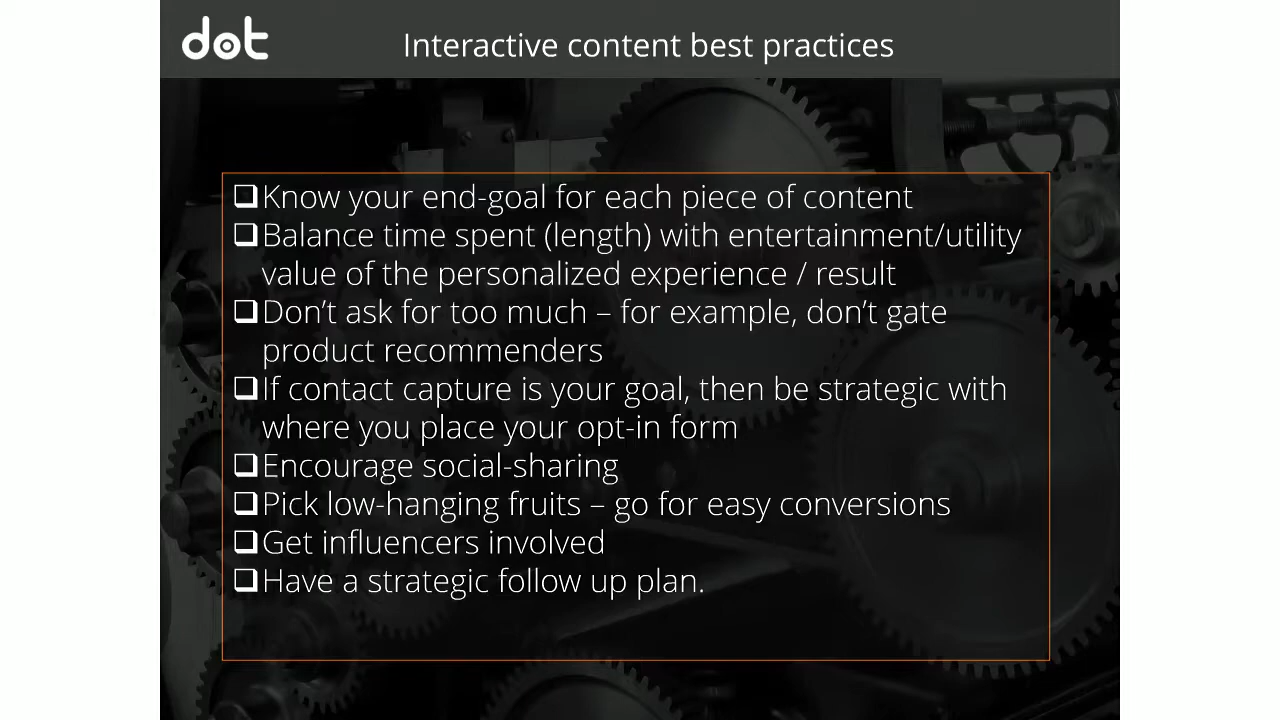 dot
Interactive content best practices
❑Know your end-goal for each piece of content
❑Balance time spent (length) with entertainment/utility
value of the personalized experience / result
❑Don’t ask for too much – for example, don’t gate
product recommenders
❑If contact capture is your goal, then be strategic with
where you place your opt-in form
❑Encourage social-sharing
❑Pick low-hanging fruits – go for easy conversions
❑Get influencers involved
❑Have a strategic follow up plan.